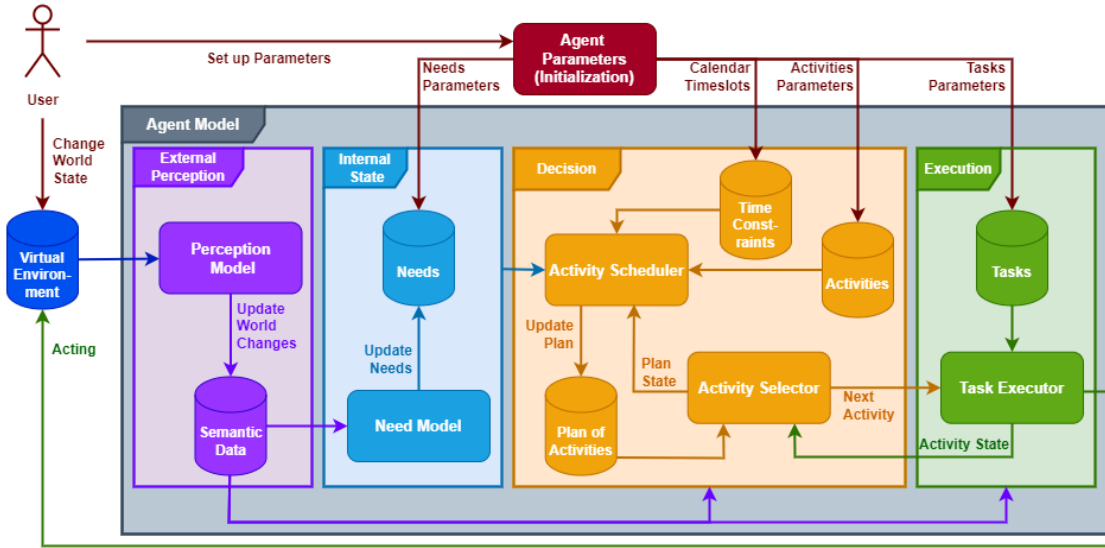 Agent
Parameters
(Initialization)
Set up Parameters
Needs
Parameters
Calendar
Timeslots
Activities
Parameters
Tasks
Parameters
User
Change
World
State
Agent Model
External
Perception
Internal
State
Decision
Execution
Virtual
Environ-
ment
Perception
Model
Needs
Time
Const-
raints
Activity Scheduler
Activities
Tasks
Update
World
Changes
Update
Needs
Update
Plan
Plan
State
Acting
Semantic
Data
Need Model
Plan of
Activities
Activity Selector
Next
Activity
Task Executor
Activity State